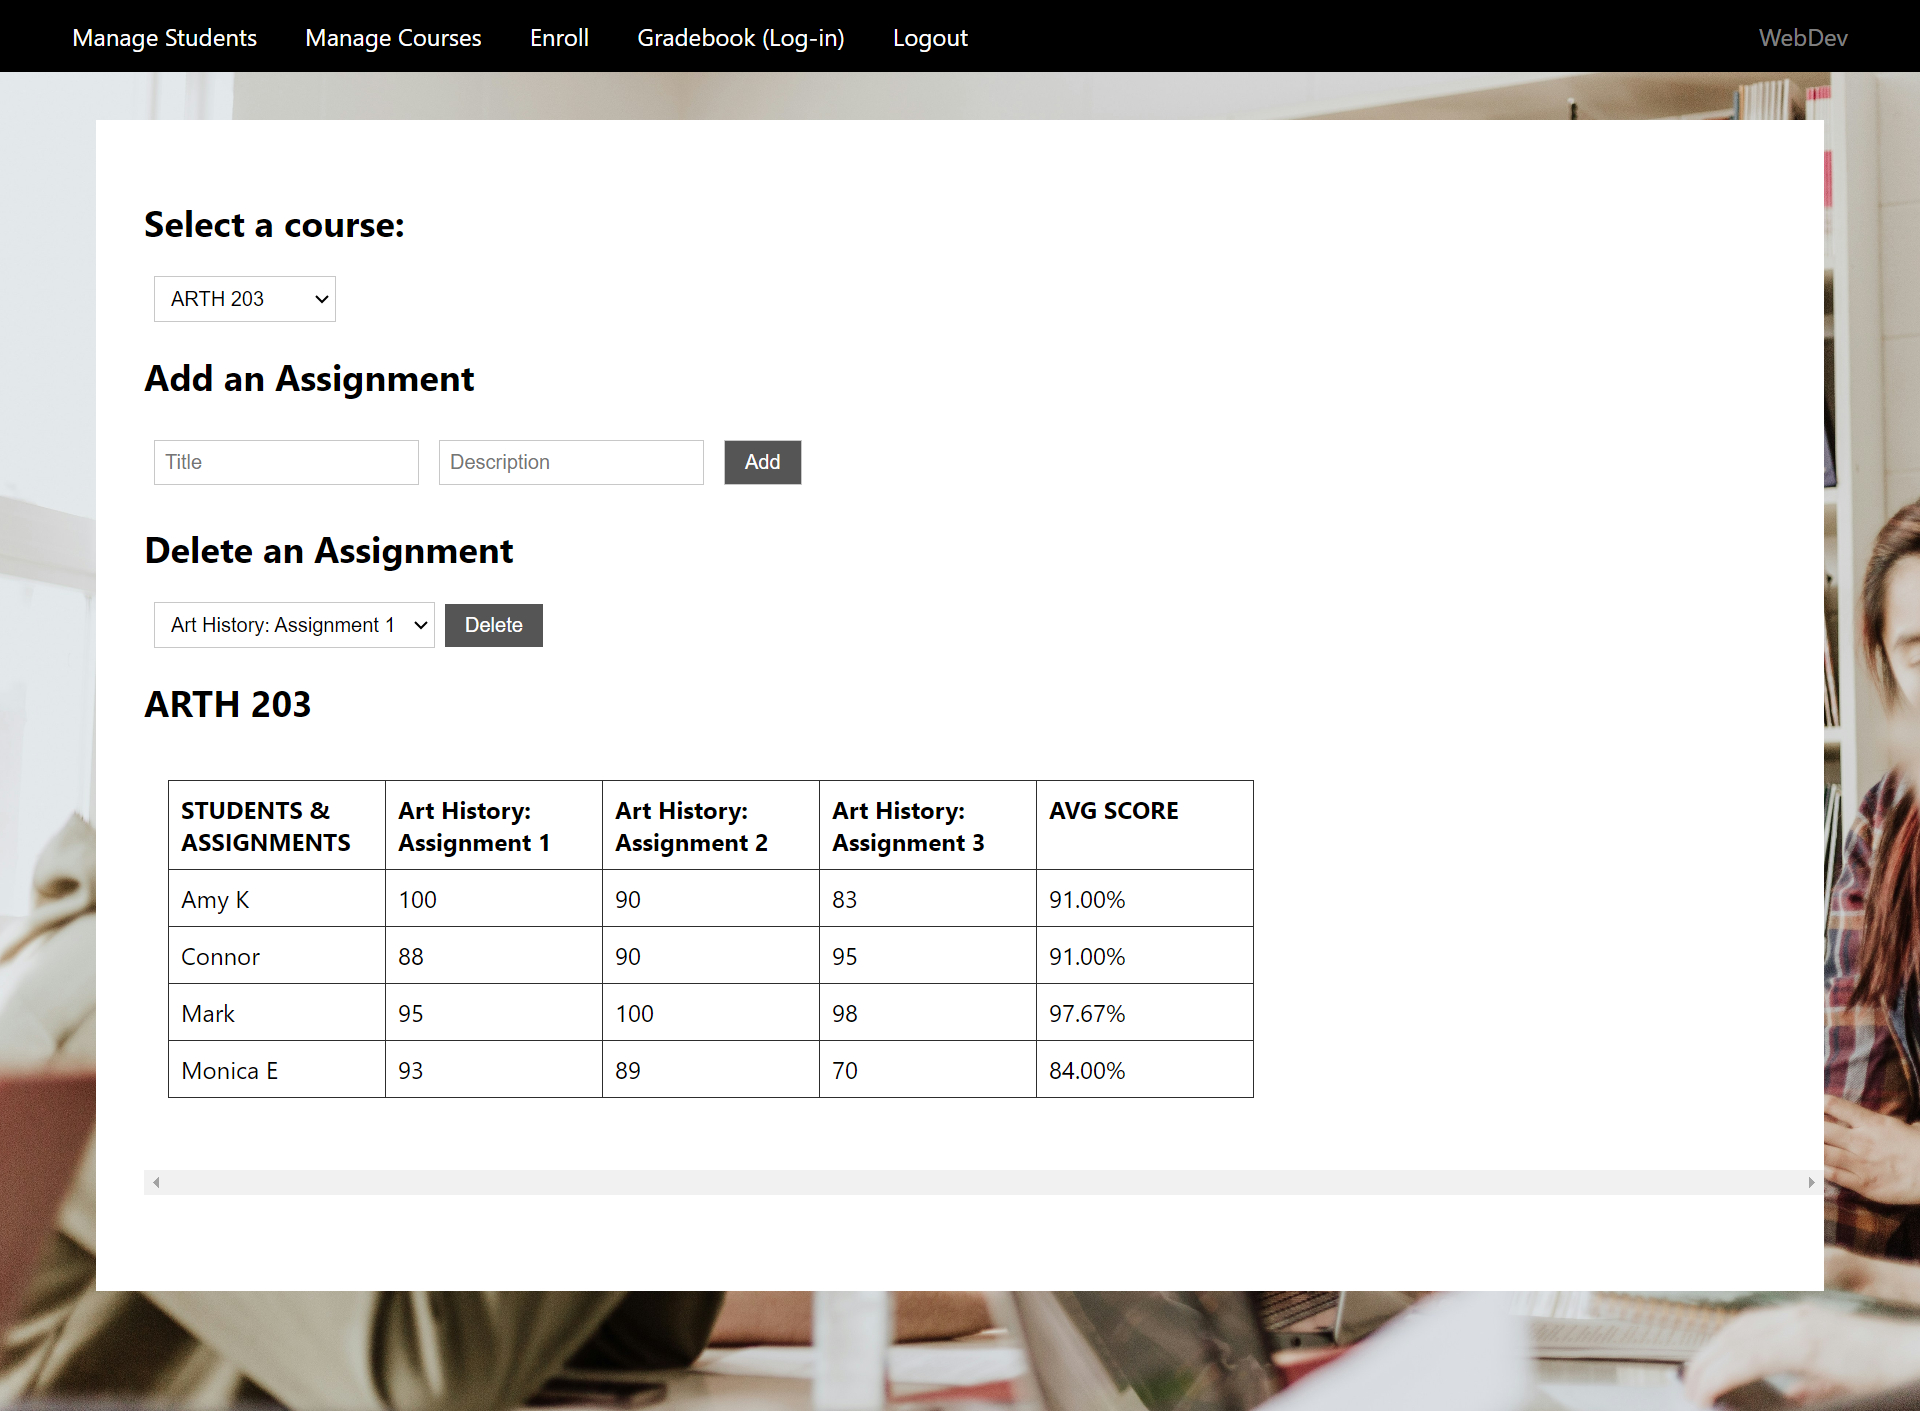 Manage Students Manage Courses Enroll Gradebook (Log-in) Logout WebDev
Select a course:
ARTH 203
Add an Assignment
Title Description Add
Delete an Assignment
Art History: Assignment 1 Delete
ARTH 203
STUDENTS & ASSIGNMENTS Art History: Assignment 1 Art History: Assignment 2 Art History: Assignment 3 AVG SCORE
Amy K 100 90 83 91.00%
Connor 88 90 95 91.00%
Mark 95 100 98 97.67%
Monica E 93 89 70 84.00%